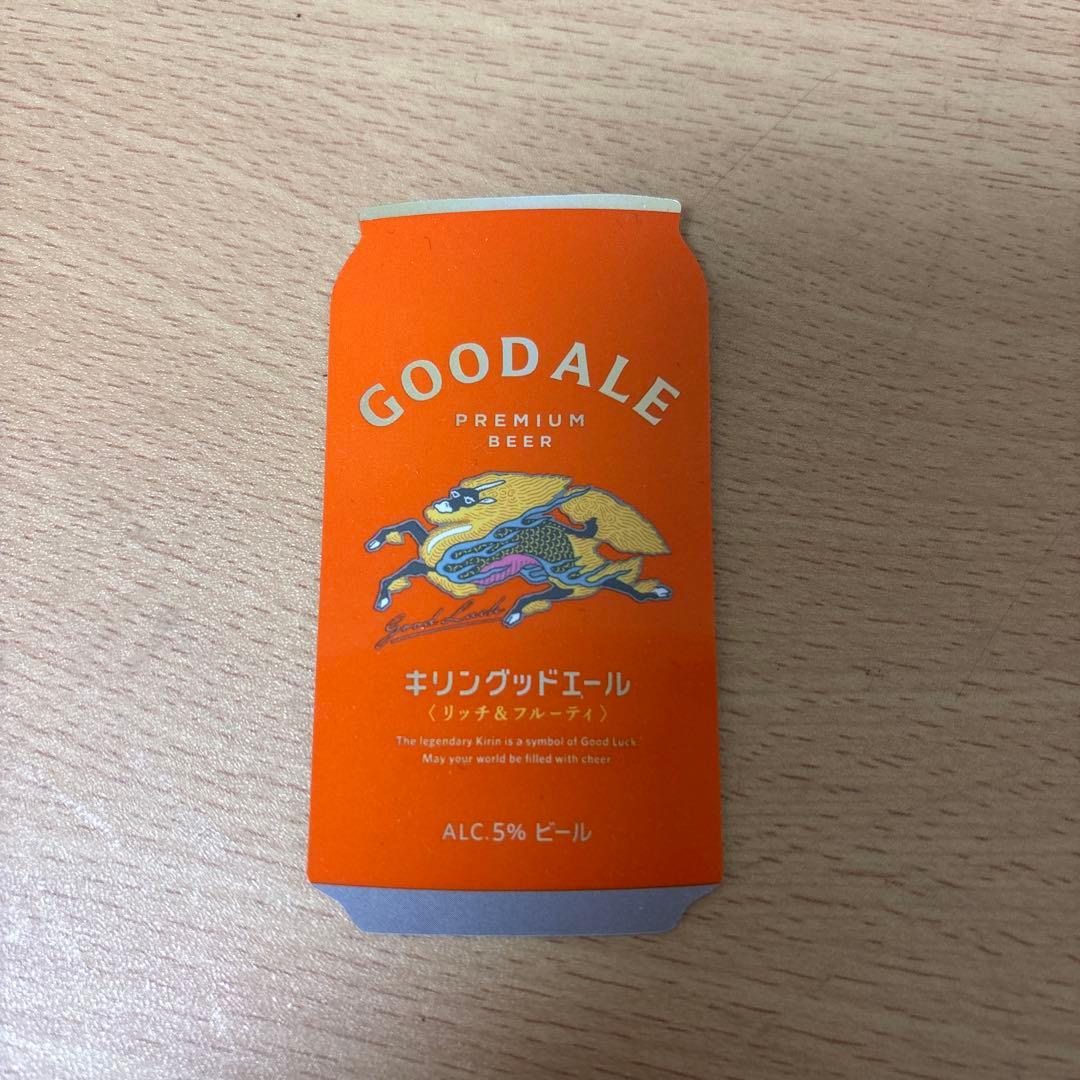 GOOD ALE
PREMIUM
BEER
Good Luck
キリングッドエール
〈リッチ&フルーティ〉
The legendary Kirin is a symbol of Good Luck.
May your world be filled with cheer.
ALC.5% ビール